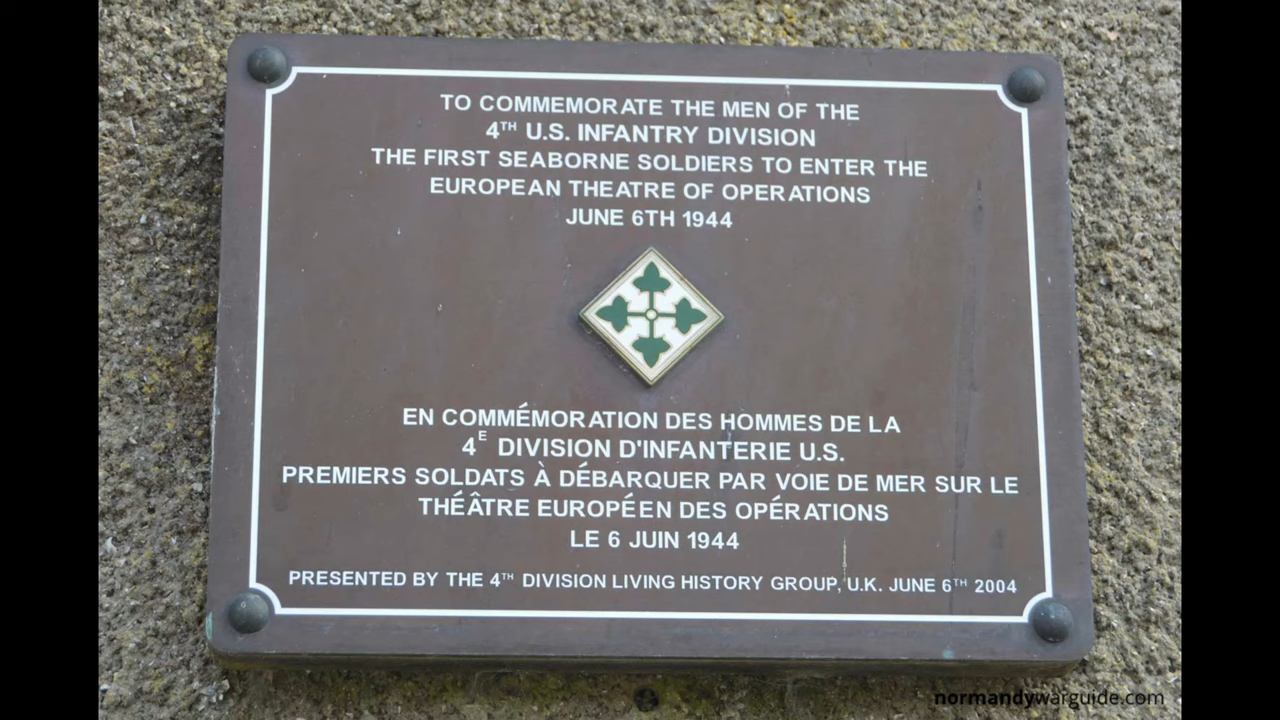 TO COMMEMORATE THE MEN OF THE
4TH U.S. INFANTRY DIVISION
THE FIRST SEABORNE SOLDIERS TO ENTER THE
EUROPEAN THEATRE OF OPERATIONS
JUNE 6TH 1944
EN COMMÉMORATION DES HOMMES DE LA
4E DIVISION D'INFANTERIE U.S.
PREMIERS SOLDATS À DÉBARQUER PAR VOIE DE MER SUR LE
THÉÂTRE EUROPÉEN DES OPÉRATIONS
LE 6 JUIN 1944
PRESENTED BY THE 4TH DIVISION LIVING HISTORY GROUP, U.K. JUNE 6TH 2004
normandywarguide.com